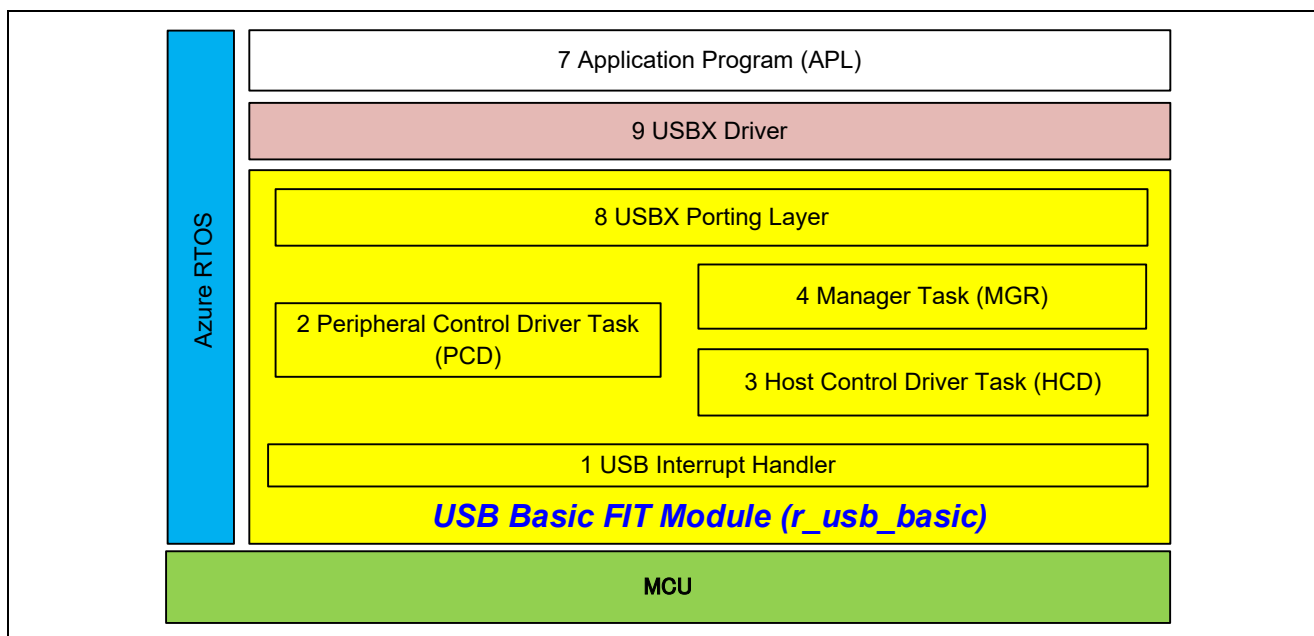 Azure RTOS
7 Application Program (APL)
9 USBX Driver
8 USBX Porting Layer
2 Peripheral Control Driver Task
(PCD)
4 Manager Task (MGR)
3 Host Control Driver Task (HCD)
1 USB Interrupt Handler
USB Basic FIT Module (r_usb_basic)
MCU